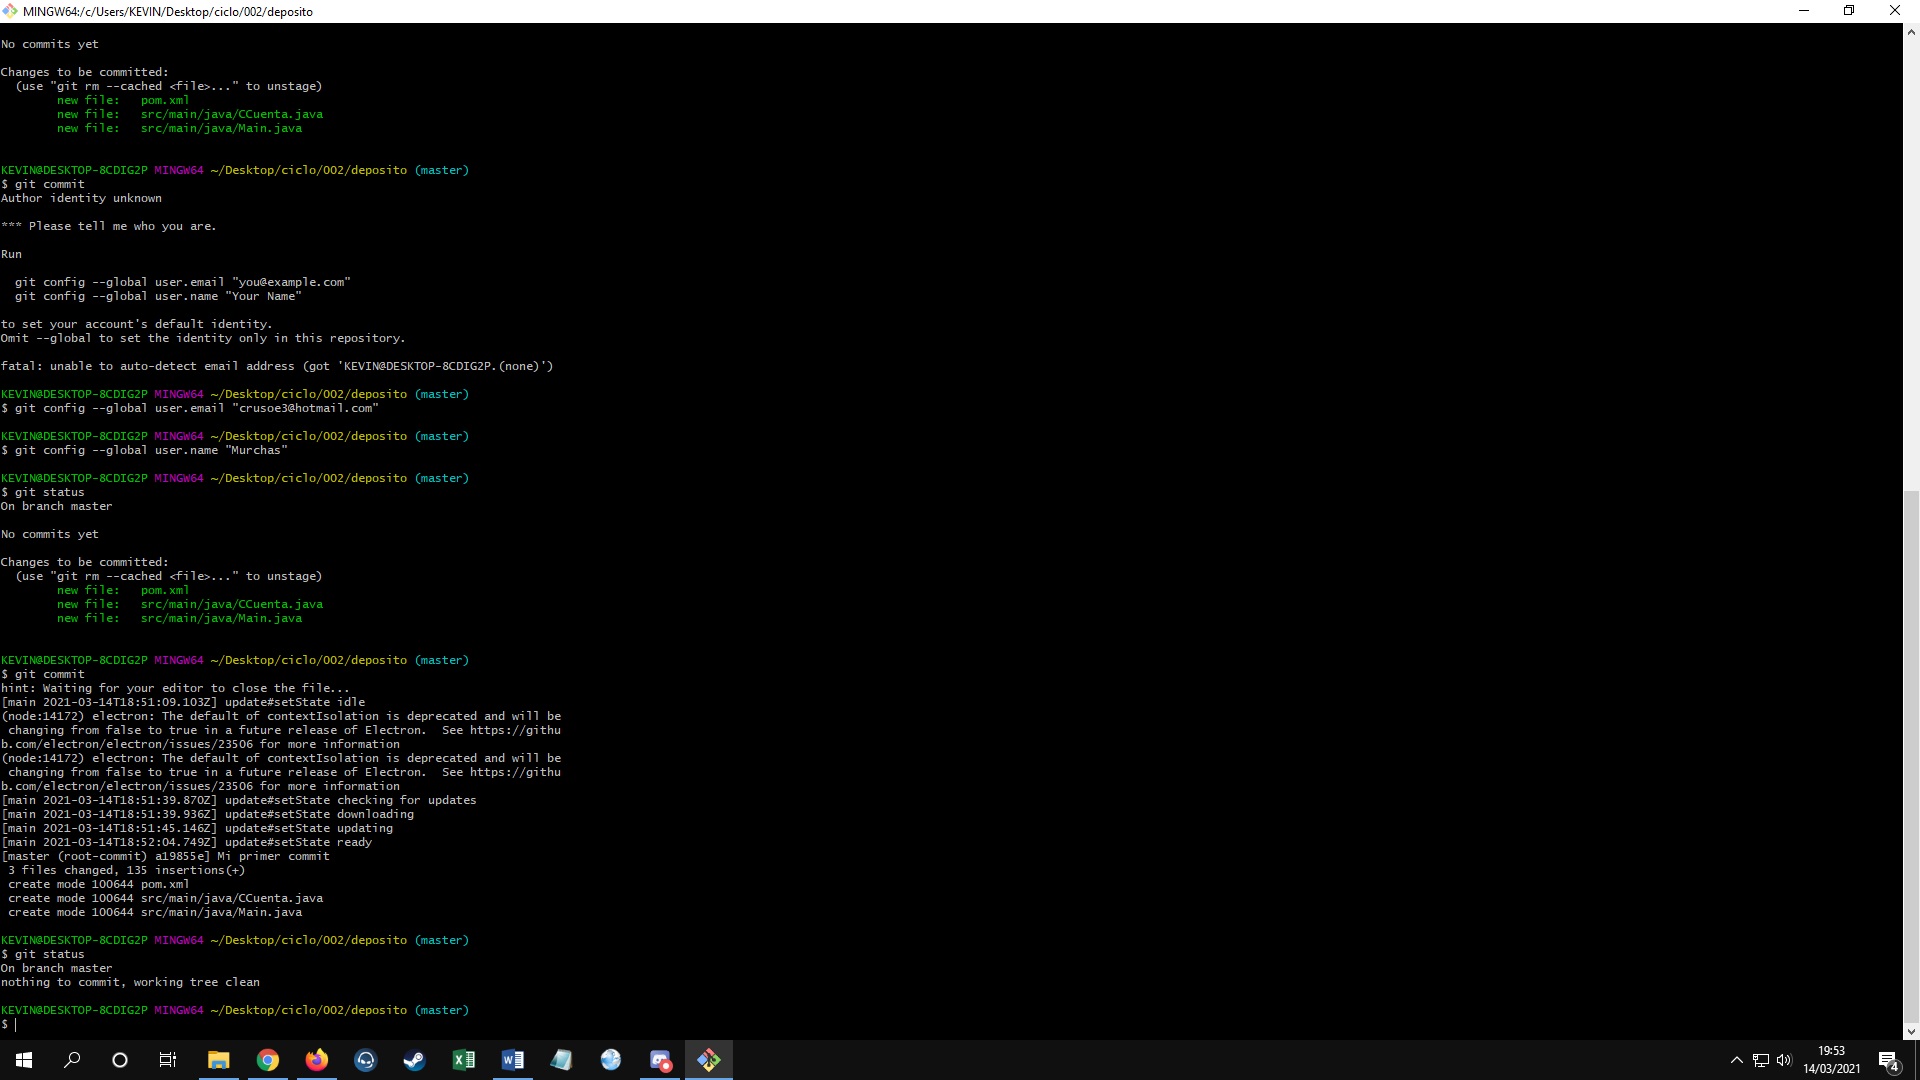 MINGW64:/c/Users/KEVIN/Desktop/ciclo/002/deposito
No commits yet
Changes to be committed:
  (use "git rm --cached <file>..." to unstage)
        new file:   pom.xml
        new file:   src/main/java/CCuenta.java
        new file:   src/main/java/Main.java
KEVIN@DESKTOP-8CDIG2P MINGW64 ~/Desktop/ciclo/002/deposito (master)
$ git commit
Author identity unknown
*** Please tell me who you are.
Run
  git config --global user.email "you@example.com"
  git config --global user.name "Your Name"
to set your account's default identity.
Omit --global to set the identity only in this repository.
fatal: unable to auto-detect email address (got 'KEVIN@DESKTOP-8CDIG2P.(none)')
KEVIN@DESKTOP-8CDIG2P MINGW64 ~/Desktop/ciclo/002/deposito (master)
$ git config --global user.email "crusoe3@hotmail.com"
KEVIN@DESKTOP-8CDIG2P MINGW64 ~/Desktop/ciclo/002/deposito (master)
$ git config --global user.name "Murchas"
KEVIN@DESKTOP-8CDIG2P MINGW64 ~/Desktop/ciclo/002/deposito (master)
$ git status
On branch master
No commits yet
Changes to be committed:
  (use "git rm --cached <file>..." to unstage)
        new file:   pom.xml
        new file:   src/main/java/CCuenta.java
        new file:   src/main/java/Main.java
KEVIN@DESKTOP-8CDIG2P MINGW64 ~/Desktop/ciclo/002/deposito (master)
$ git commit
hint: Waiting for your editor to close the file...
[main 2021-03-14T18:51:09.103Z] update#setState idle
(node:14172) electron: The default of contextIsolation is deprecated and will be
 changing from false to true in a future release of Electron.  See https://githu
b.com/electron/electron/issues/23506 for more information
(node:14172) electron: The default of contextIsolation is deprecated and will be
 changing from false to true in a future release of Electron.  See https://githu
b.com/electron/electron/issues/23506 for more information
[main 2021-03-14T18:51:39.870Z] update#setState checking for updates
[main 2021-03-14T18:51:39.936Z] update#setState downloading
[main 2021-03-14T18:51:45.146Z] update#setState updating
[main 2021-03-14T18:52:04.749Z] update#setState ready
[master (root-commit) a19855e] Mi primer commit
 3 files changed, 135 insertions(+)
 create mode 100644 pom.xml
 create mode 100644 src/main/java/CCuenta.java
 create mode 100644 src/main/java/Main.java
KEVIN@DESKTOP-8CDIG2P MINGW64 ~/Desktop/ciclo/002/deposito (master)
$ git status
On branch master
nothing to commit, working tree clean
KEVIN@DESKTOP-8CDIG2P MINGW64 ~/Desktop/ciclo/002/deposito (master)
$
19:53
14/03/2021
4